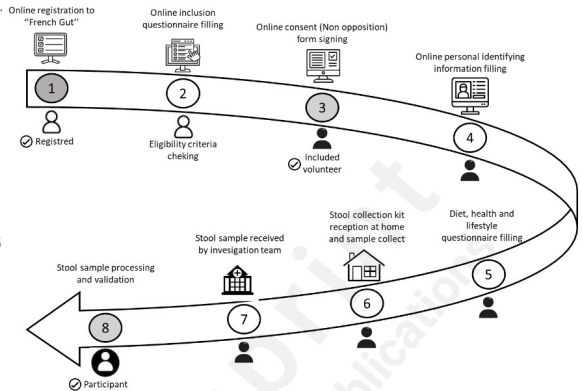 Online registration to
"French Gut"
1
Registred
Online inclusion
questionnaire filling
2
Eligibility criteria
cheking
Online consent (Non opposition)
form signing
3
Included
volunteer
Online personal identifying
information filling
4
Diet, health and
lifestyle
questionnaire filling
5
Stool collection kit
reception at home
and sample collect
6
Stool sample received
by invesigation team
7
Stool sample processing
and validation
8
Participant